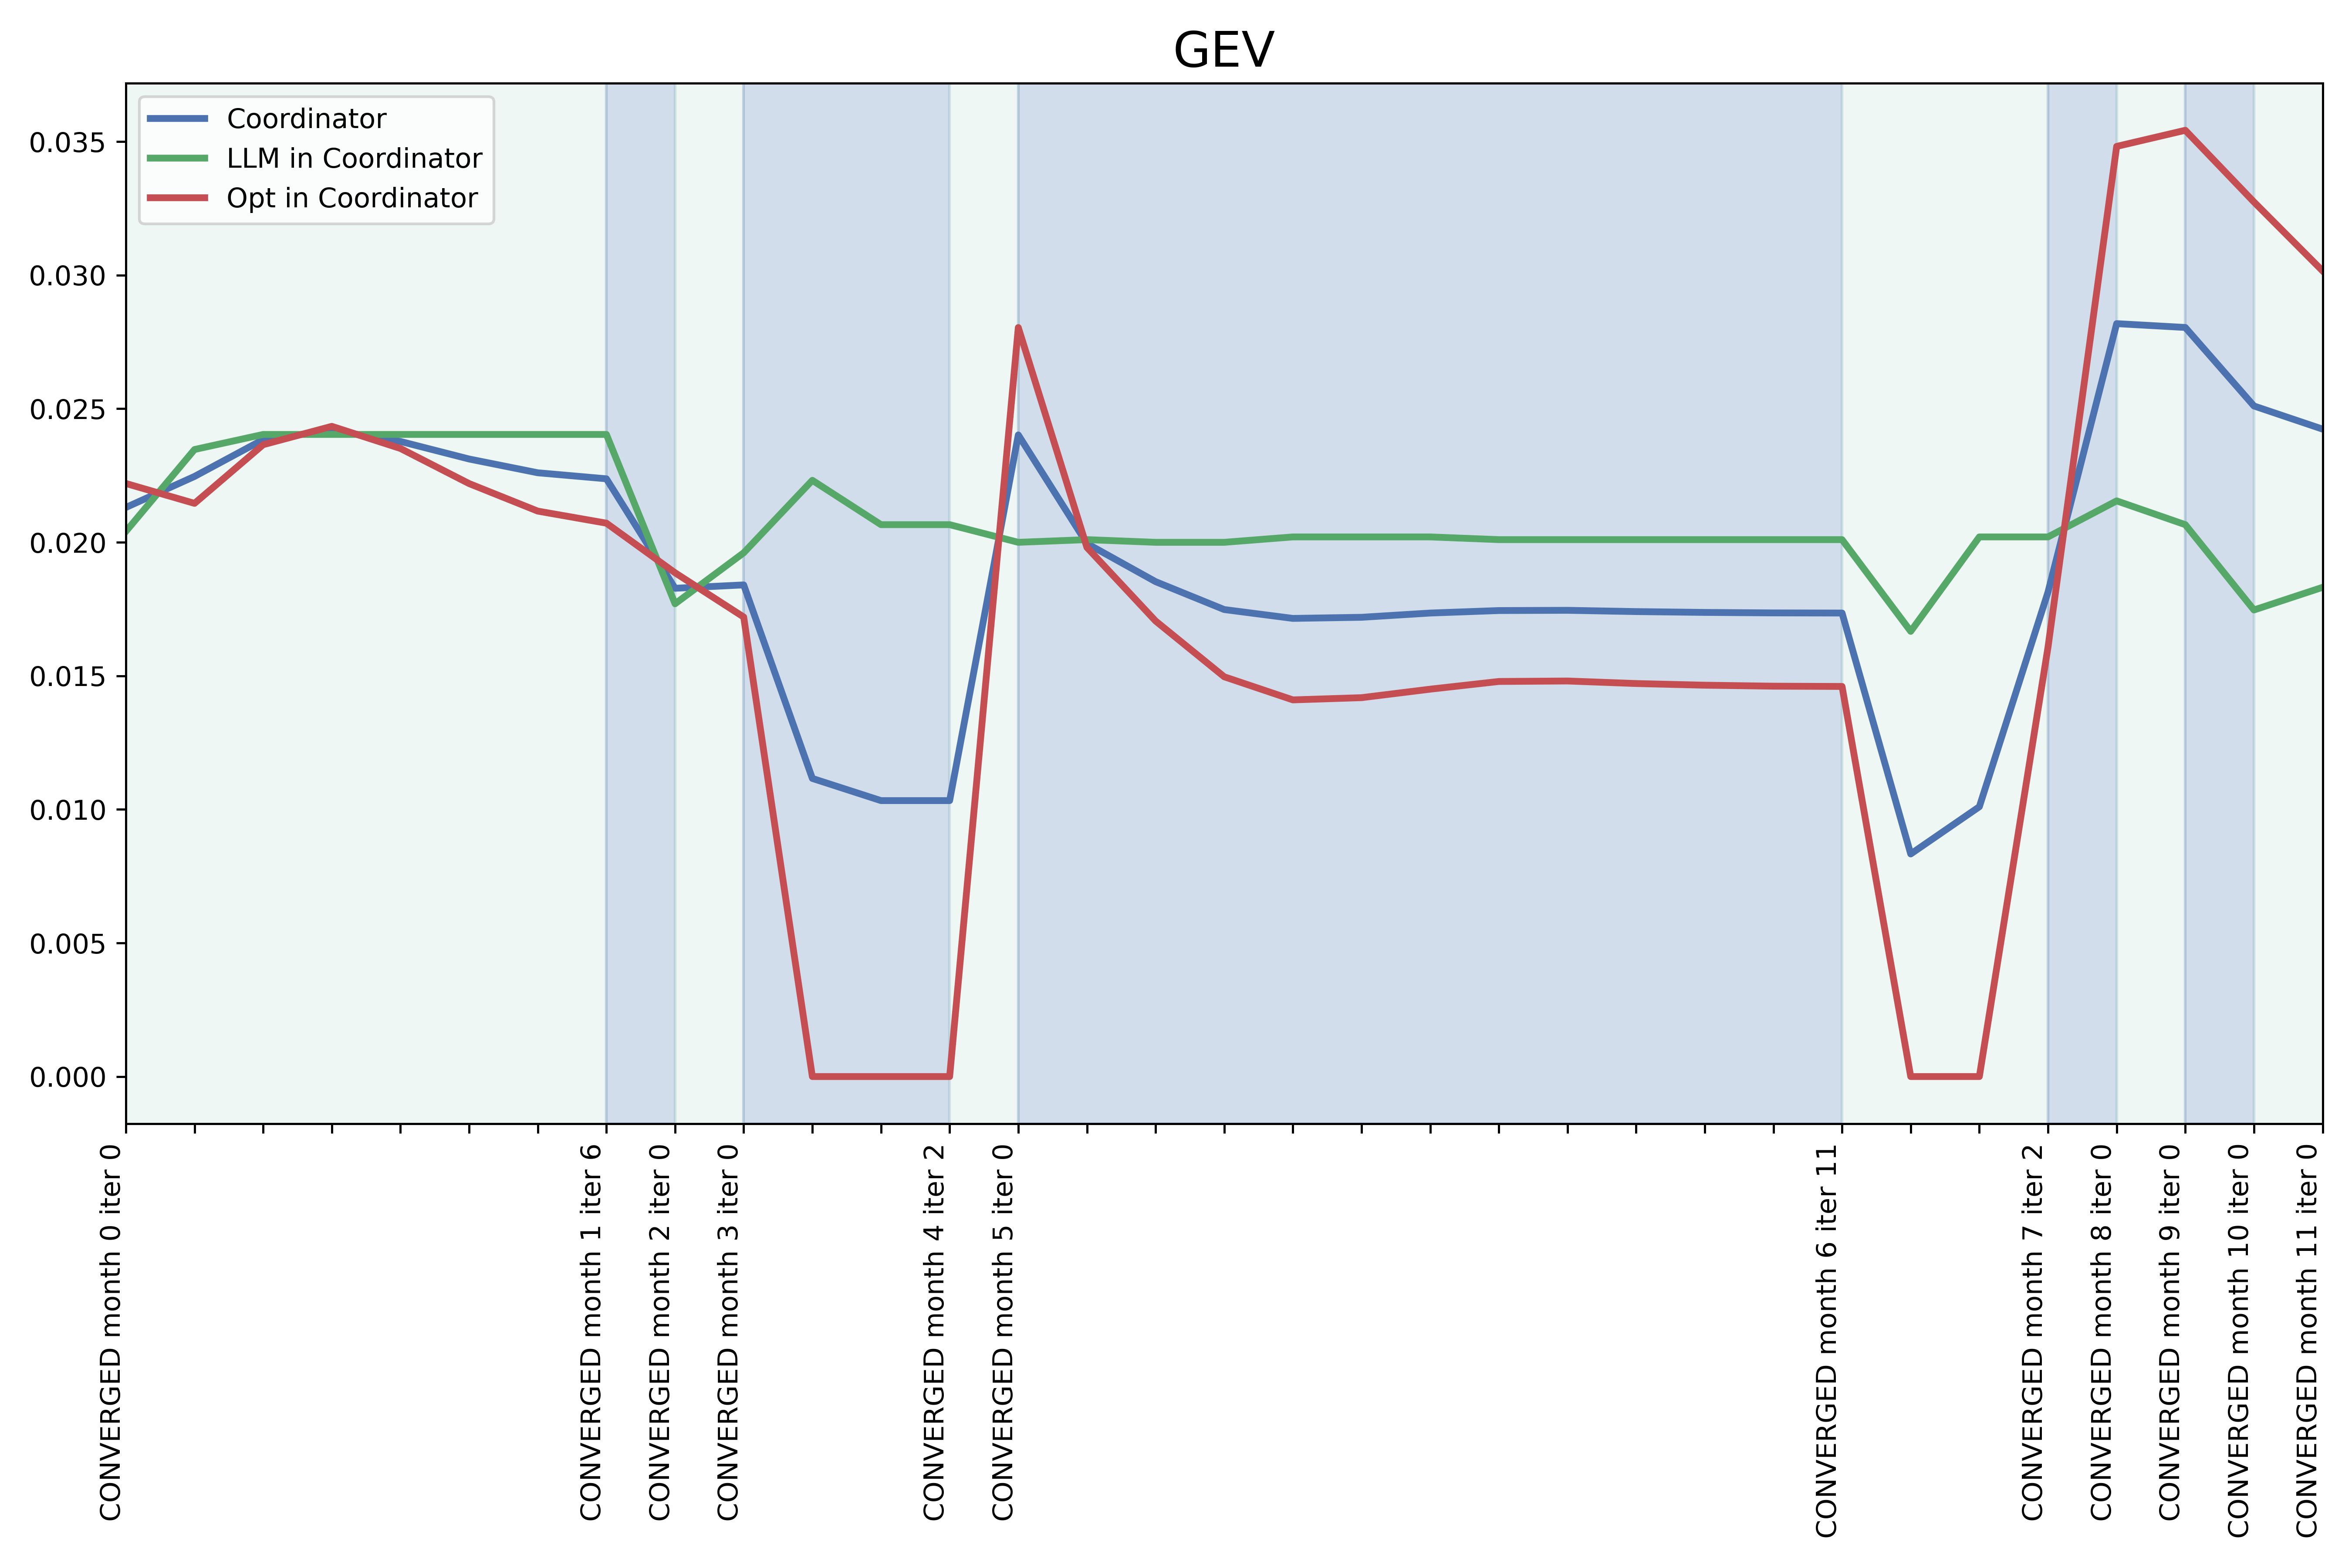 GEV
Coordinator
LLM in Coordinator
Opt in Coordinator
0.035
0.030
0.025
0.020
0.015
0.010
0.005
0.000
CONVERGED month 0 iter 0
CONVERGED month 1 iter 6
CONVERGED month 2 iter 0
CONVERGED month 3 iter 0
CONVERGED month 4 iter 2
CONVERGED month 5 iter 0
CONVERGED month 6 iter 11
CONVERGED month 7 iter 2
CONVERGED month 8 iter 0
CONVERGED month 9 iter 0
CONVERGED month 10 iter 0
CONVERGED month 11 iter 0